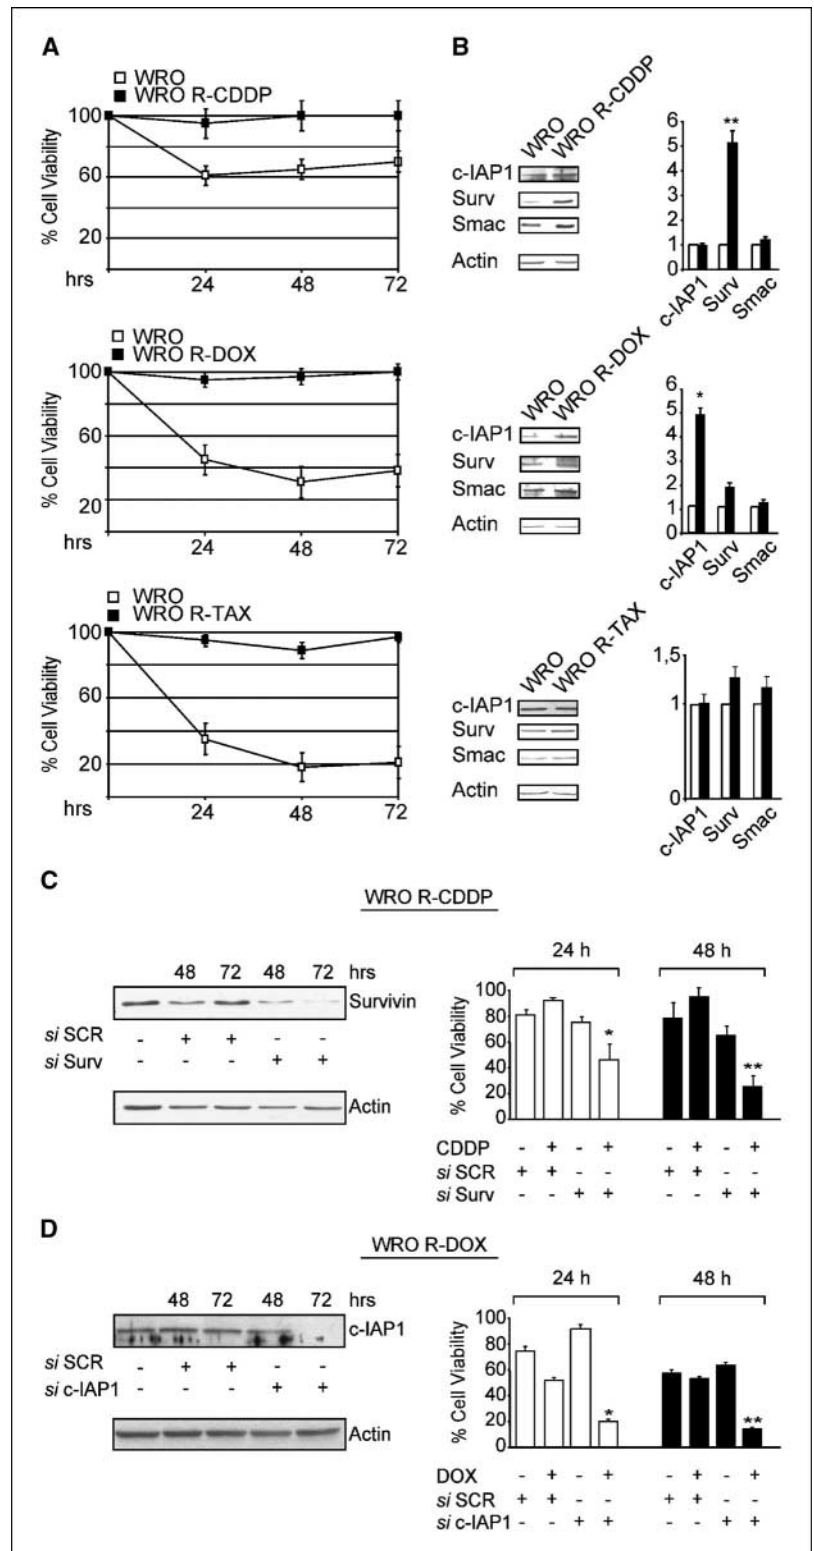 A
WRO
WRO R-CDDP
100
60
20
% Cell Viability
hrs
24 48 72
WRO
WRO R-DOX
100
60
20
% Cell Viability
hrs
24 48 72
WRO
WRO R-TAX
100
60
20
% Cell Viability
hrs
24 48 72
B
WRO WRO R-CDDP
c-IAP1
Surv
Smac
Actin
6
5
4
3
2
1
0
**
c-IAP1 Surv Smac
WRO WRO R-DOX
c-IAP1
Surv
Smac
Actin
6
5
4
3
2
1
0
*
c-IAP1 Surv Smac
WRO WRO R-TAX
c-IAP1
Surv
Smac
Actin
1,5
1
0
c-IAP1 Surv Smac
C
WRO R-CDDP
48 72 48 72 hrs
Survivin
si SCR - + + - -
si Surv - - - + +
Actin
24 h 48 h
100
80
60
40
20
0
% Cell Viability
* **
CDDP - + - + - + - +
si SCR + + - - + + - -
si Surv - - + + - - + +
D
WRO R-DOX
48 72 48 72 hrs
c-IAP1
si SCR - + + - -
si c-IAP1 - - - + +
Actin
24 h 48 h
100
80
60
40
20
0
% Cell Viability
* **
DOX - + - + - + - +
si SCR + + - - + + - -
si c-IAP1 - - + + - - + +